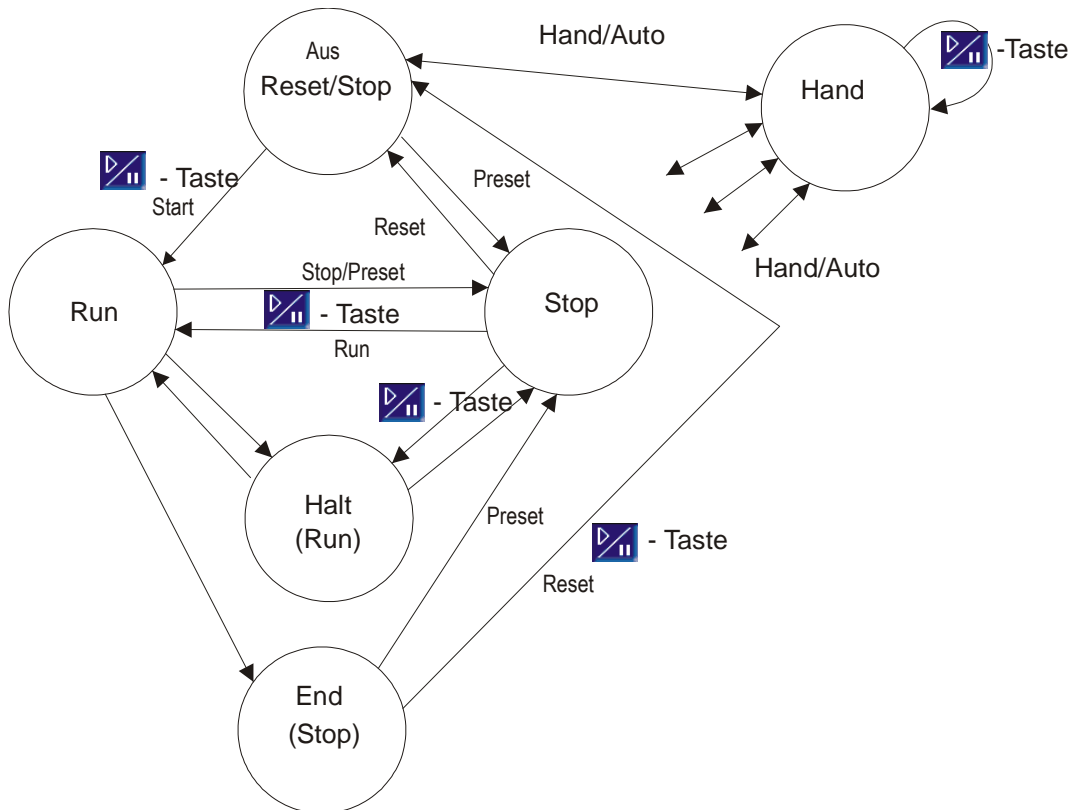 Hand/Auto
-Taste
Aus
Reset/Stop
Hand
- Taste
Start
Preset
Reset
Hand/Auto
Run
Stop/Preset
- Taste
Run
Stop
- Taste
Halt
(Run)
Preset
- Taste
Reset
End
(Stop)